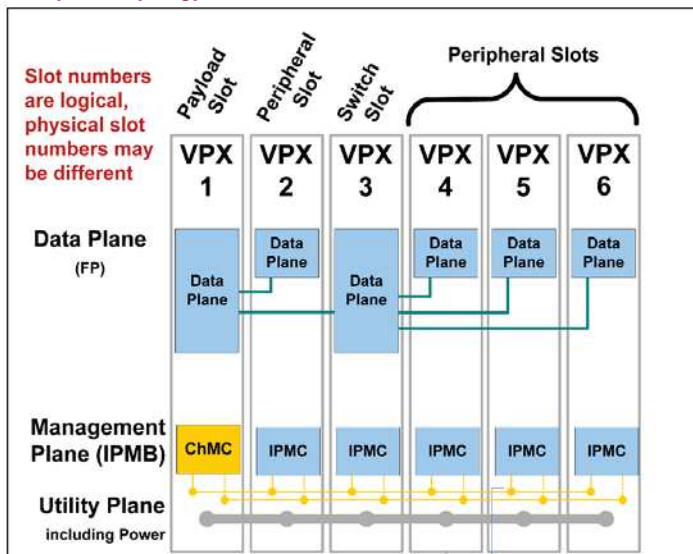 Slot numbers
are logical,
physical slot
numbers may
be different
Payload
Slot
Peripheral
Slot
Switch
Slot
Peripheral Slots
VPX
1
VPX
2
VPX
3
VPX
4
VPX
5
VPX
6
Data Plane
(FP)
Data
Plane
Data
Plane
Data
Plane
Data
Plane
Data
Plane
Data
Plane
Management
Plane (IPMB)
ChMC
IPMC
IPMC
IPMC
IPMC
IPMC
Utility Plane
including Power